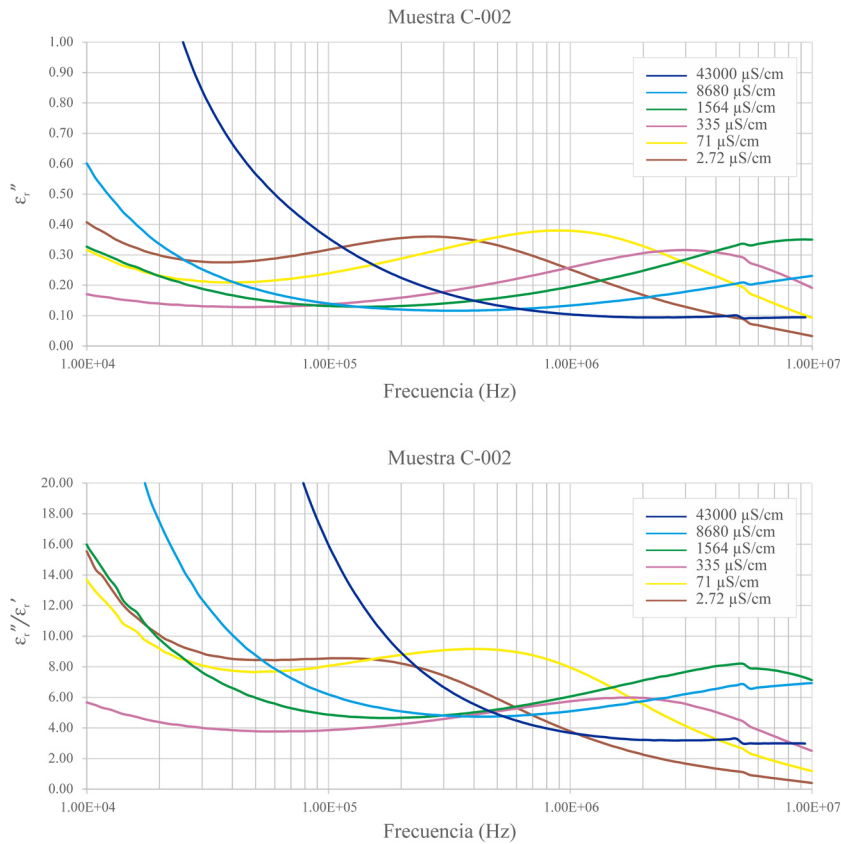 Muestra C-002
1.00
0.90
0.80
0.70
0.60
0.50
0.40
0.30
0.20
0.10
0.00
εᵣ″
1.00E+04
1.00E+05
1.00E+06
1.00E+07
Frecuencia (Hz)
43000 µS/cm
8680 µS/cm
1564 µS/cm
335 µS/cm
71 µS/cm
2.72 µS/cm
Muestra C-002
20.00
18.00
16.00
14.00
12.00
10.00
8.00
6.00
4.00
2.00
0.00
εᵣ″/εᵣ′
1.00E+04
1.00E+05
1.00E+06
1.00E+07
Frecuencia (Hz)
43000 µS/cm
8680 µS/cm
1564 µS/cm
335 µS/cm
71 µS/cm
2.72 µS/cm